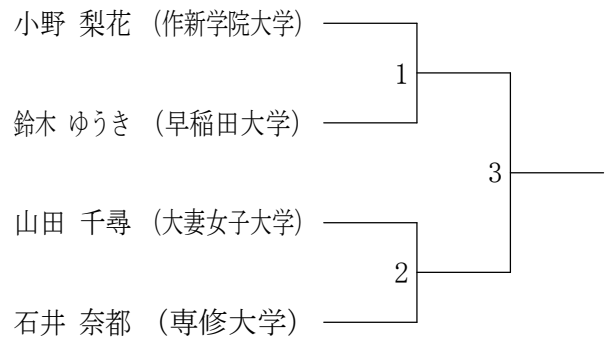 小野 梨花 (作新学院大学)
1
鈴木 ゆうき (早稲田大学)
3
山田 千尋 (大妻女子大学)
2
石井 奈都 (専修大学)